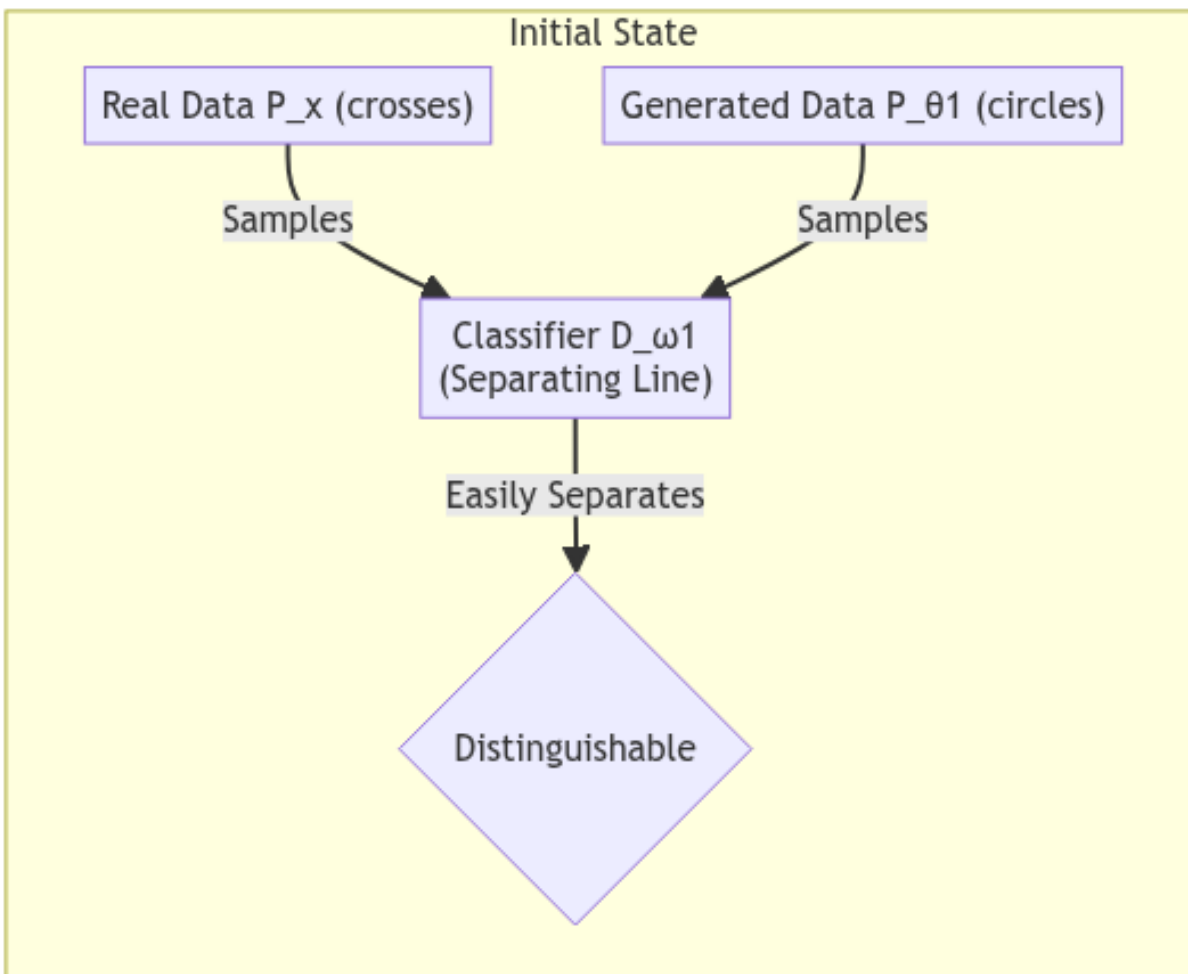 Initial State
Real Data P_x (crosses)
Generated Data P_θ1 (circles)
Samples
Samples
Classifier D_ω1
(Separating Line)
Easily Separates
Distinguishable